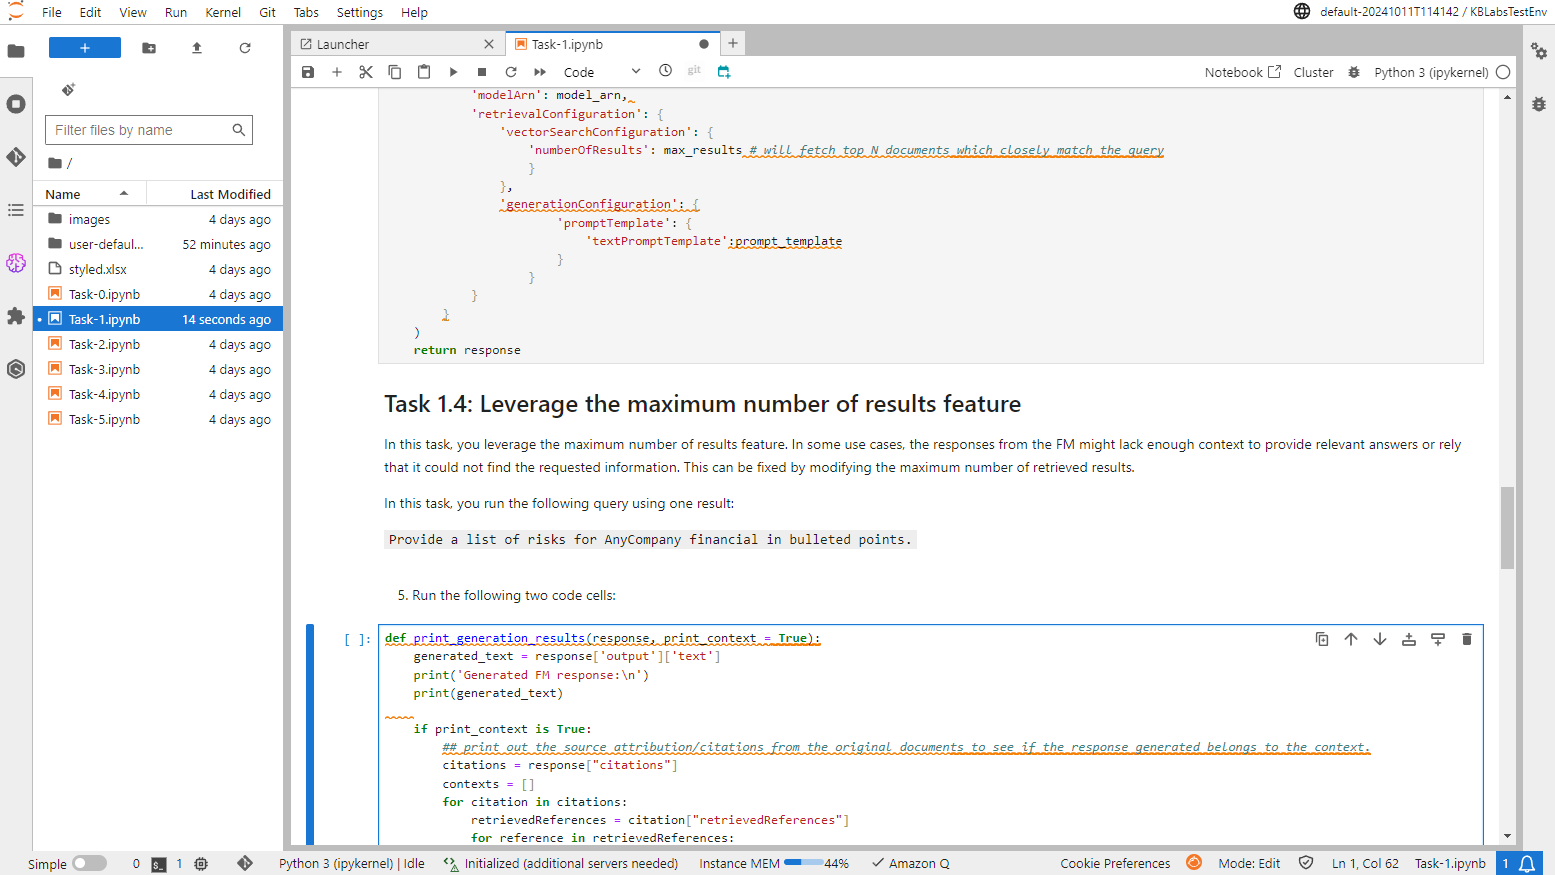 File Edit View Run Kernel Git Tabs Settings Help
default-20241011T114142 / KBLabsTestEnv
Launcher
Task-1.ipynb
Code
git
Notebook
Cluster
Python 3 (ipykernel)
Filter files by name
/
Name Last Modified
images 4 days ago
user-defaul... 52 minutes ago
styled.xlsx 4 days ago
Task-0.ipynb 4 days ago
Task-1.ipynb 14 seconds ago
Task-2.ipynb 4 days ago
Task-3.ipynb 4 days ago
Task-4.ipynb 4 days ago
Task-5.ipynb 4 days ago
'modelArn': model_arn,
'retrievalConfiguration': {
'vectorSearchConfiguration': {
'numberOfResults': max_results # will fetch top N documents which closely match the query
}
},
'generationConfiguration': {
'promptTemplate': {
'textPromptTemplate':prompt_template
}
}
}
}
)
return response
Task 1.4: Leverage the maximum number of results feature
In this task, you leverage the maximum number of results feature. In some use cases, the responses from the FM might lack enough context to provide relevant answers or rely
that it could not find the requested information. This can be fixed by modifying the maximum number of retrieved results.
In this task, you run the following query using one result:
Provide a list of risks for AnyCompany financial in bulleted points.
5. Run the following two code cells:
[ ]:
def print_generation_results(response, print_context = True):
generated_text = response['output']['text']
print('Generated FM response:\n')
print(generated_text)
if print_context is True:
## print out the source attribution/citations from the original documents to see if the response generated belongs to the context.
citations = response["citations"]
contexts = []
for citation in citations:
retrievedReferences = citation["retrievedReferences"]
for reference in retrievedReferences:
Simple 0 1 Python 3 (ipykernel) | Idle Initialized (additional servers needed) Instance MEM 44% Amazon Q Cookie Preferences Mode: Edit Ln 1, Col 62 Task-1.ipynb 1